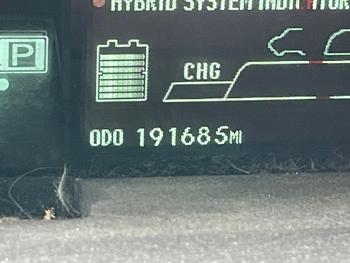 HYBRID SYSTEM INDICATOR
P
CHG
ODO 191685MI